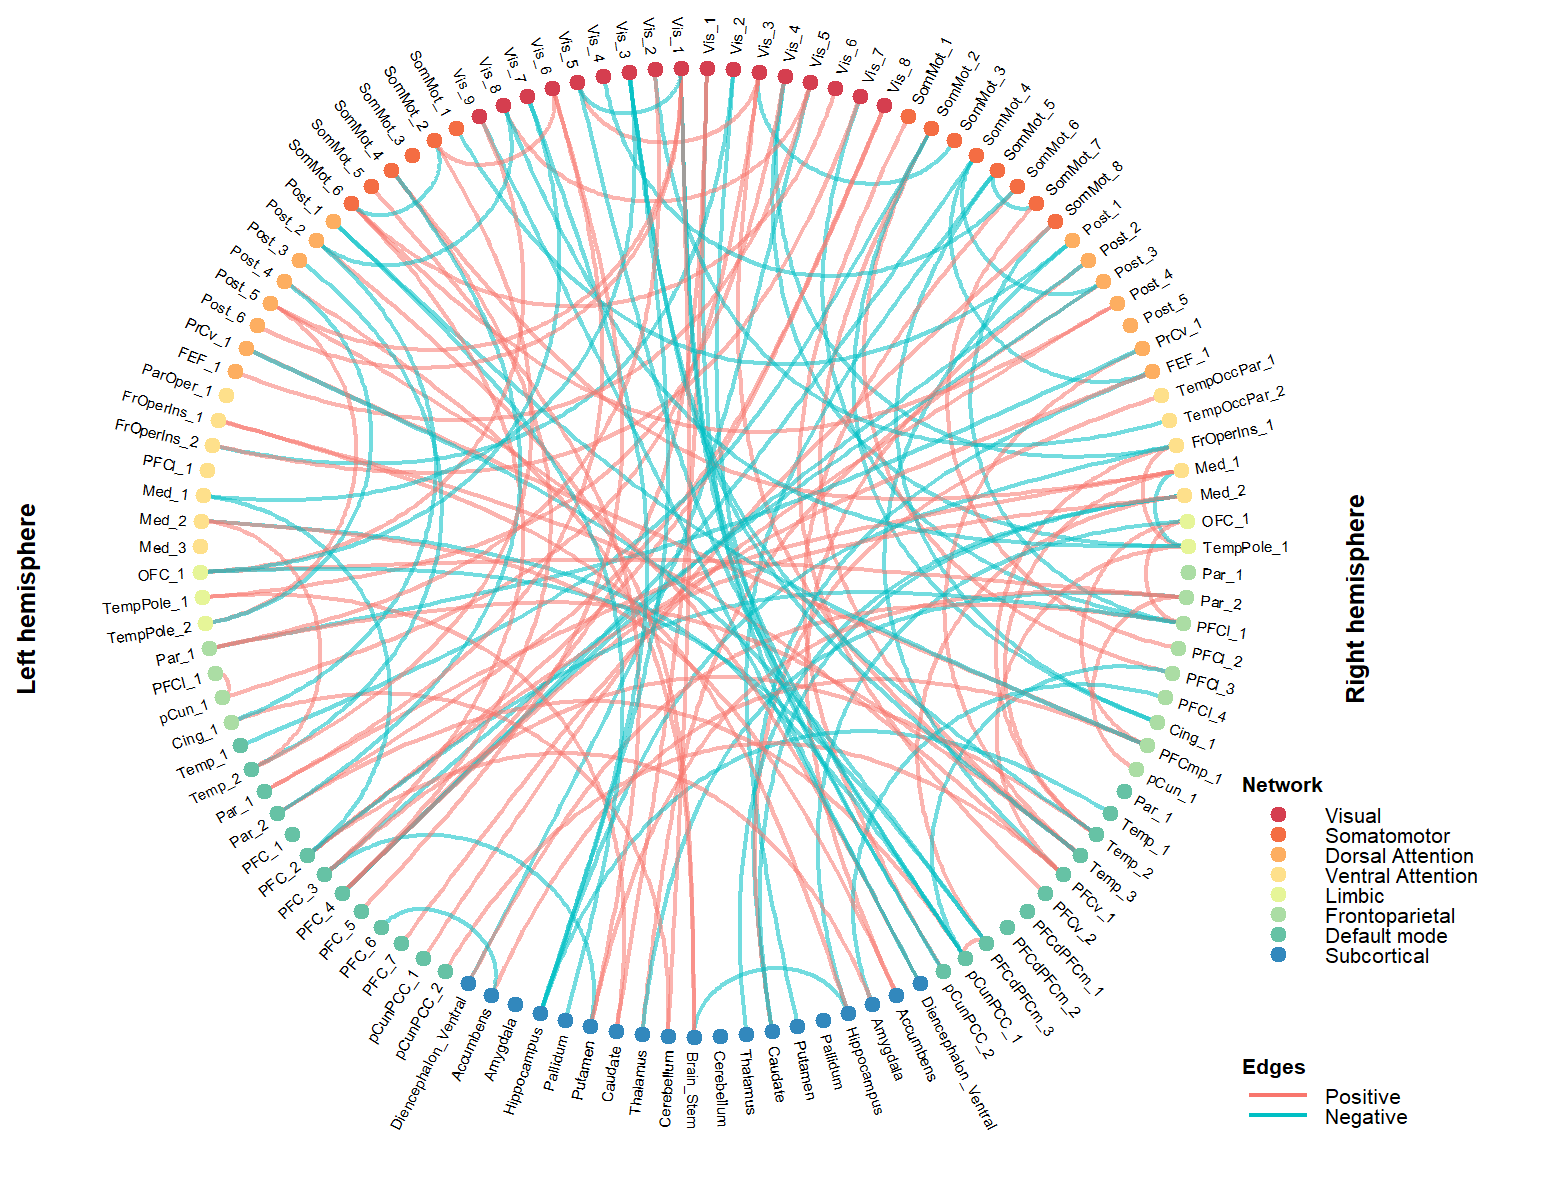 Vis_1
Vis_2
Vis_3
Vis_4
Vis_5
Vis_6
Vis_7
Vis_8
SomMot_1
SomMot_2
SomMot_3
SomMot_4
SomMot_5
SomMot_6
SomMot_7
SomMot_8
Post_1
Post_2
Post_3
Post_4
Post_5
PrCv_1
FEF_1
TempOccPar_1
TempOccPar_2
FrOperIns_1
Med_1
Med_2
OFC_1
TempPole_1
Par_1
Par_2
PFCl_1
PFCl_2
PFCl_3
PFCl_4
Cing_1
PFCmp_1
pCun_1
Par_1
Temp_1
Temp_2
Temp_3
PFCv_1
PFCv_2
PFCdPFCm_1
PFCdPFCm_2
PFCdPFCm_3
pCunPCC_1
pCunPCC_2
Diencephalon_Ventral
Accumbens
Amygdala
Hippocampus
Pallidum
Putamen
Caudate
Thalamus
Cerebellum
Brain_Stem
Cerebellum
Thalamus
Caudate
Putamen
Pallidum
Hippocampus
Amygdala
Accumbens
Diencephalon_Ventral
pCunPCC_2
pCunPCC_1
PFC_7
PFC_6
PFC_5
PFC_4
PFC_3
PFC_2
PFC_1
Par_2
Par_1
Temp_2
Temp_1
Cing_1
pCun_1
PFCl_1
Par_1
TempPole_2
TempPole_1
OFC_1
Med_3
Med_2
Med_1
PFCl_1
FrOperIns_2
FrOperIns_1
ParOper_1
FEF_1
PrCv_1
Post_6
Post_5
Post_4
Post_3
Post_2
Post_1
SomMot_6
SomMot_5
SomMot_4
SomMot_3
SomMot_2
SomMot_1
Vis_9
Vis_8
Vis_7
Vis_6
Vis_5
Vis_4
Vis_3
Vis_2
Vis_1
Left hemisphere
Right hemisphere
Network
Visual
Somatomotor
Dorsal Attention
Ventral Attention
Limbic
Frontoparietal
Default mode
Subcortical
Edges
Positive
Negative